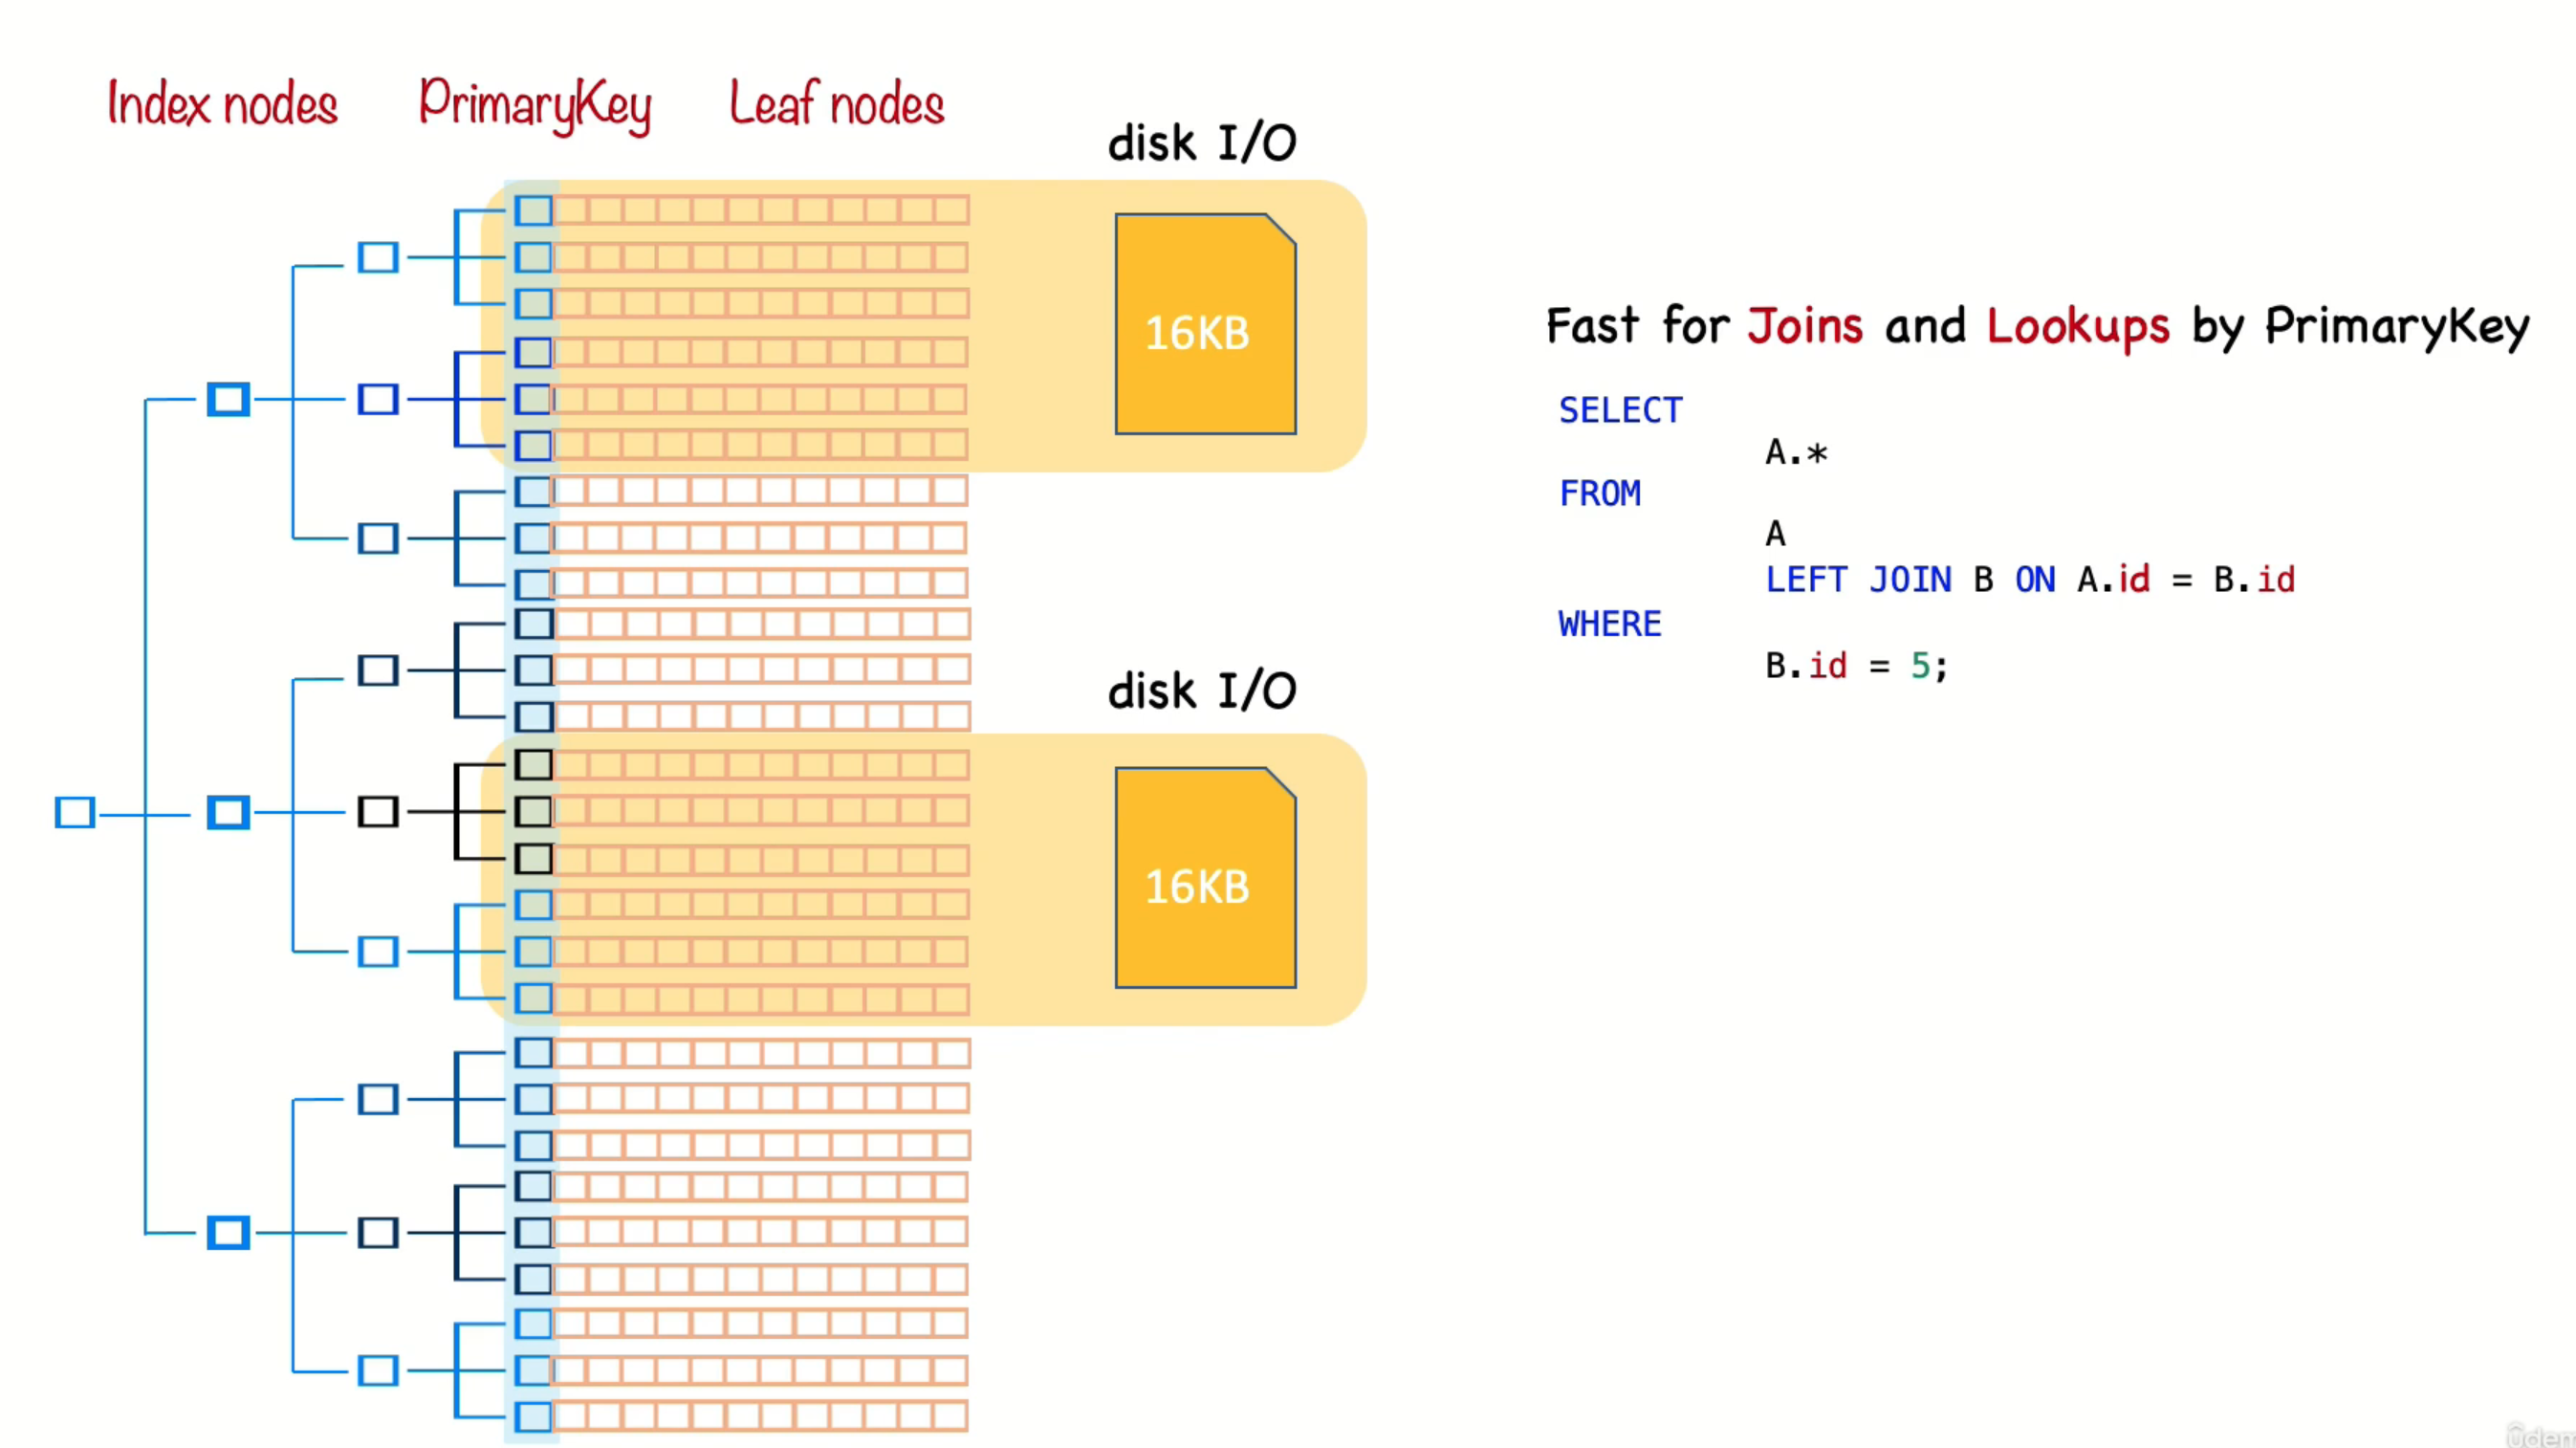 Index nodes
PrimaryKey
Leaf nodes
disk I/O
16KB
Fast for Joins and Lookups by PrimaryKey
SELECT
A.*
FROM
A
LEFT JOIN B ON A.id = B.id
WHERE
B.id = 5;
disk I/O
16KB